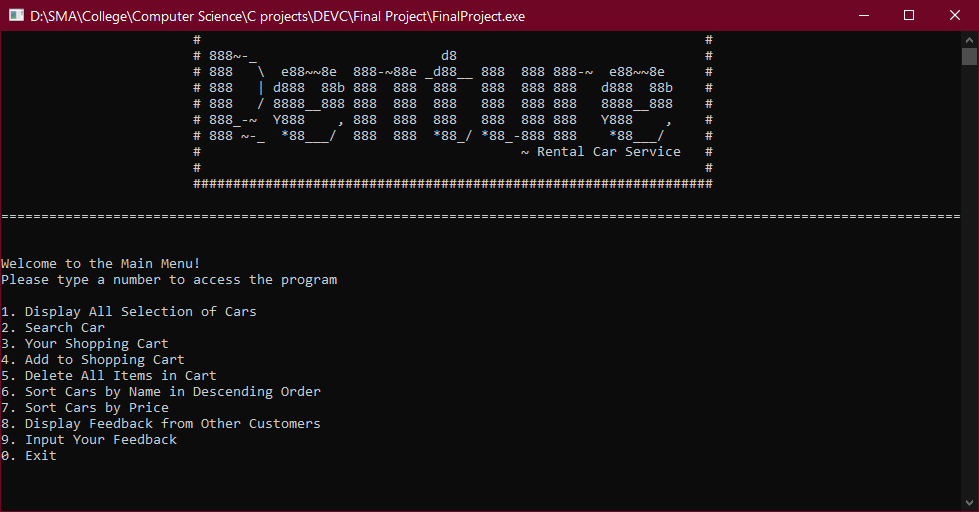 D:\SMA\College\Computer Science\C projects\DEVC\Final Project\FinalProject.exe
#                                                               #
# 888~-_                       d8                               #
# 888   \  e88~~8e  888-~88e _d88__ 888  888 888-~  e88~~8e     #
# 888   | d888  88b 888  888  888   888  888 888   d888  88b    #
# 888   / 8888__888 888  888  888   888  888 888   8888__888    #
# 888_-~  Y888    , 888  888  888   888  888 888   Y888    ,    #
# 888 ~-_  *88___/  888  888  *88_/ *88_-888 888    *88___/     #
#                                        ~ Rental Car Service   #
#                                                               #
#################################################################
========================================================================================================================
Welcome to the Main Menu!
Please type a number to access the program
1. Display All Selection of Cars
2. Search Car
3. Your Shopping Cart
4. Add to Shopping Cart
5. Delete All Items in Cart
6. Sort Cars by Name in Descending Order
7. Sort Cars by Price
8. Display Feedback from Other Customers
9. Input Your Feedback
0. Exit